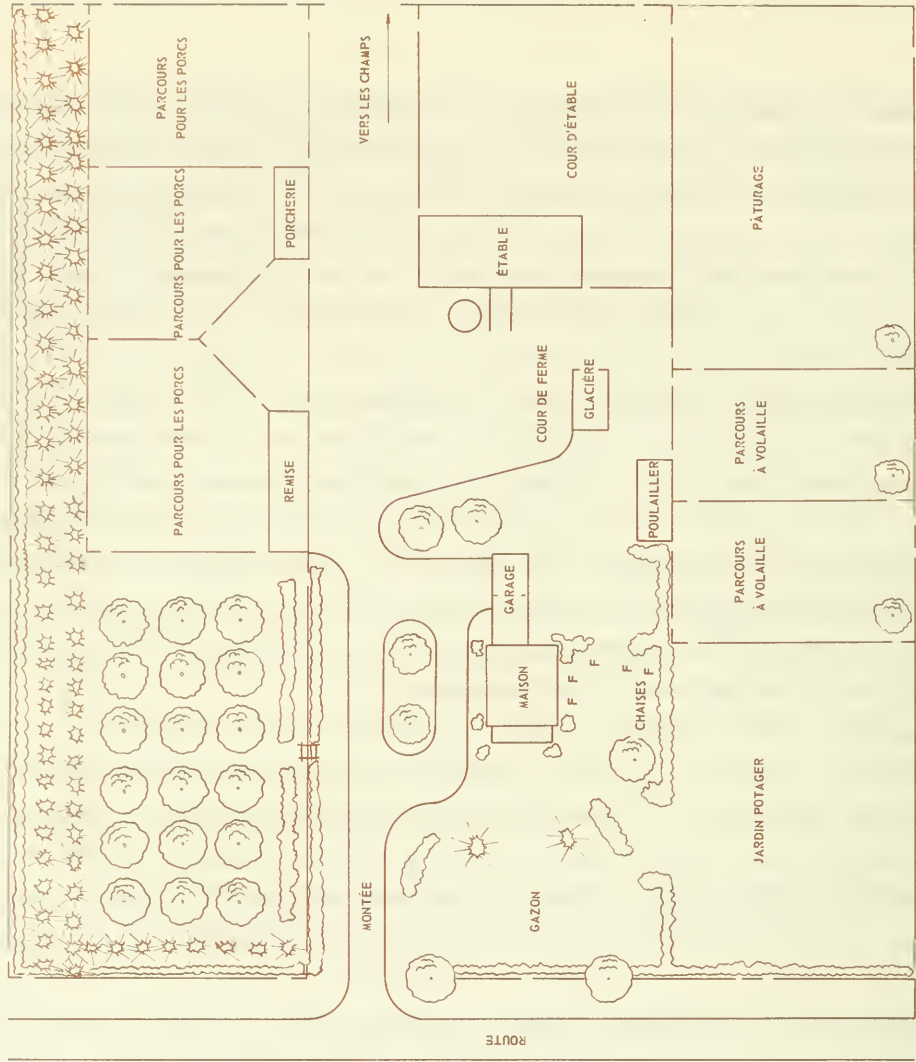 PARCOURS
POUR LES PORCS
PARCOURS POUR LES PORCS
PARCOURS POUR LES PORCS
PORCHERIE
REMISE
VERS LES CHAMPS
COUR D'ÉTABLE
ÉTABLE
COUR DE FERME
GLACIÈRE
PÂTURAGE
PARCOURS
À VOLAILLE
PARCOURS
À VOLAILLE
POULAILLER
GARAGE
MAISON
F
F
F
F
F
CHAISES
JARDIN POTAGER
GAZON
MONTÉE
ROUTE